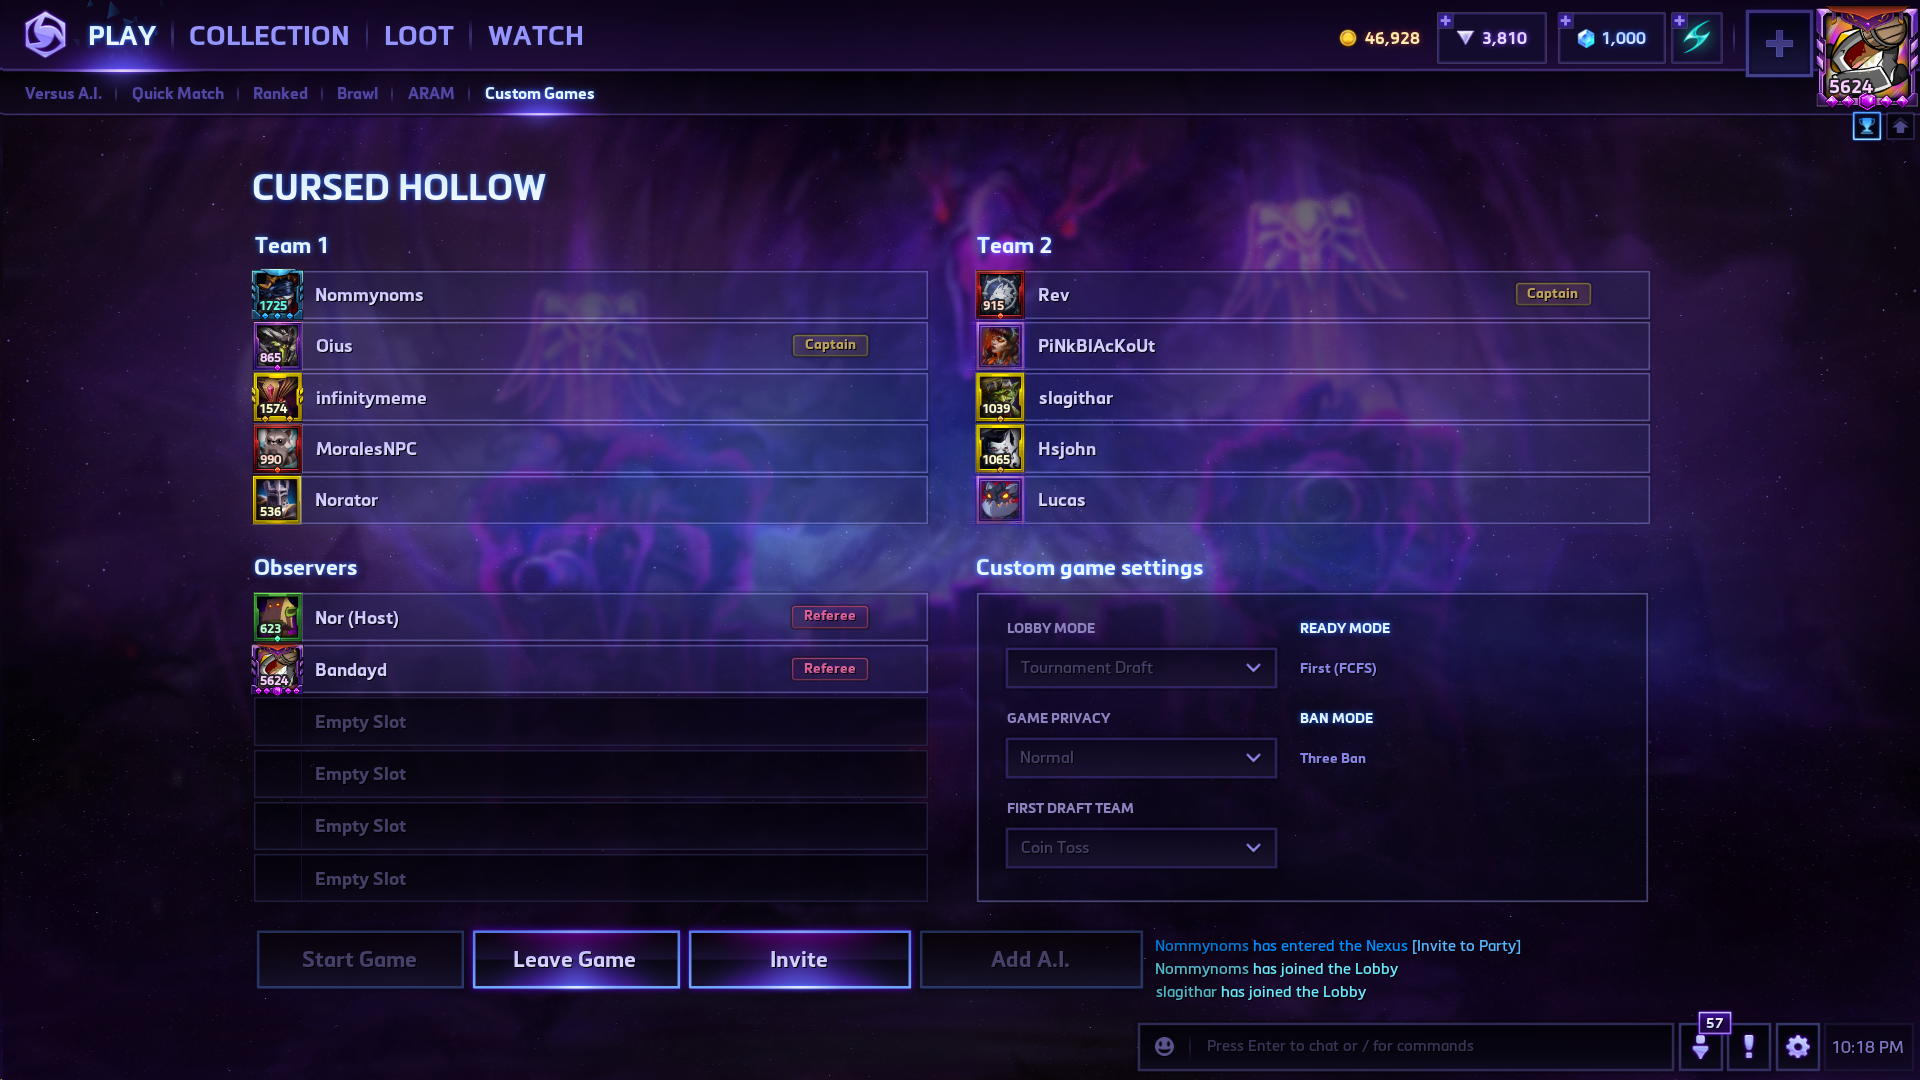 PLAY COLLECTION LOOT WATCH
46,928
3,810
1,000
5624
Versus A.I. Quick Match Ranked Brawl ARAM Custom Games
CURSED HOLLOW
Team 1
1725 Nommynoms
865 Oius Captain
1574 infinitymeme
990 MoralesNPC
536 Norator
Team 2
915 Rev Captain
PiNkBlAcKoUt
1039 slagithar
1065 Hsjohn
Lucas
Observers
623 Nor (Host) Referee
5624 Bandayd Referee
Empty Slot
Empty Slot
Empty Slot
Empty Slot
Custom game settings
LOBBY MODE
Tournament Draft
READY MODE
First (FCFS)
GAME PRIVACY
Normal
BAN MODE
Three Ban
FIRST DRAFT TEAM
Coin Toss
Start Game
Leave Game
Invite
Add A.I.
Nommynoms has entered the Nexus [Invite to Party]
Nommynoms has joined the Lobby
slagithar has joined the Lobby
Press Enter to chat or / for commands
57
10:18 PM